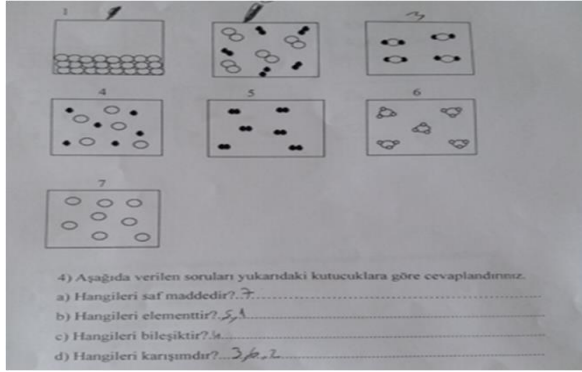 1 3
4 5 6
7
4) Aşağıda verilen soruları yukarıdaki kutucuklara göre cevaplandırınız.
a) Hangileri saf maddedir?.7
b) Hangileri elementtir?.5,1
c) Hangileri bileşiktir?.
d) Hangileri karışımdır?...3,6,2